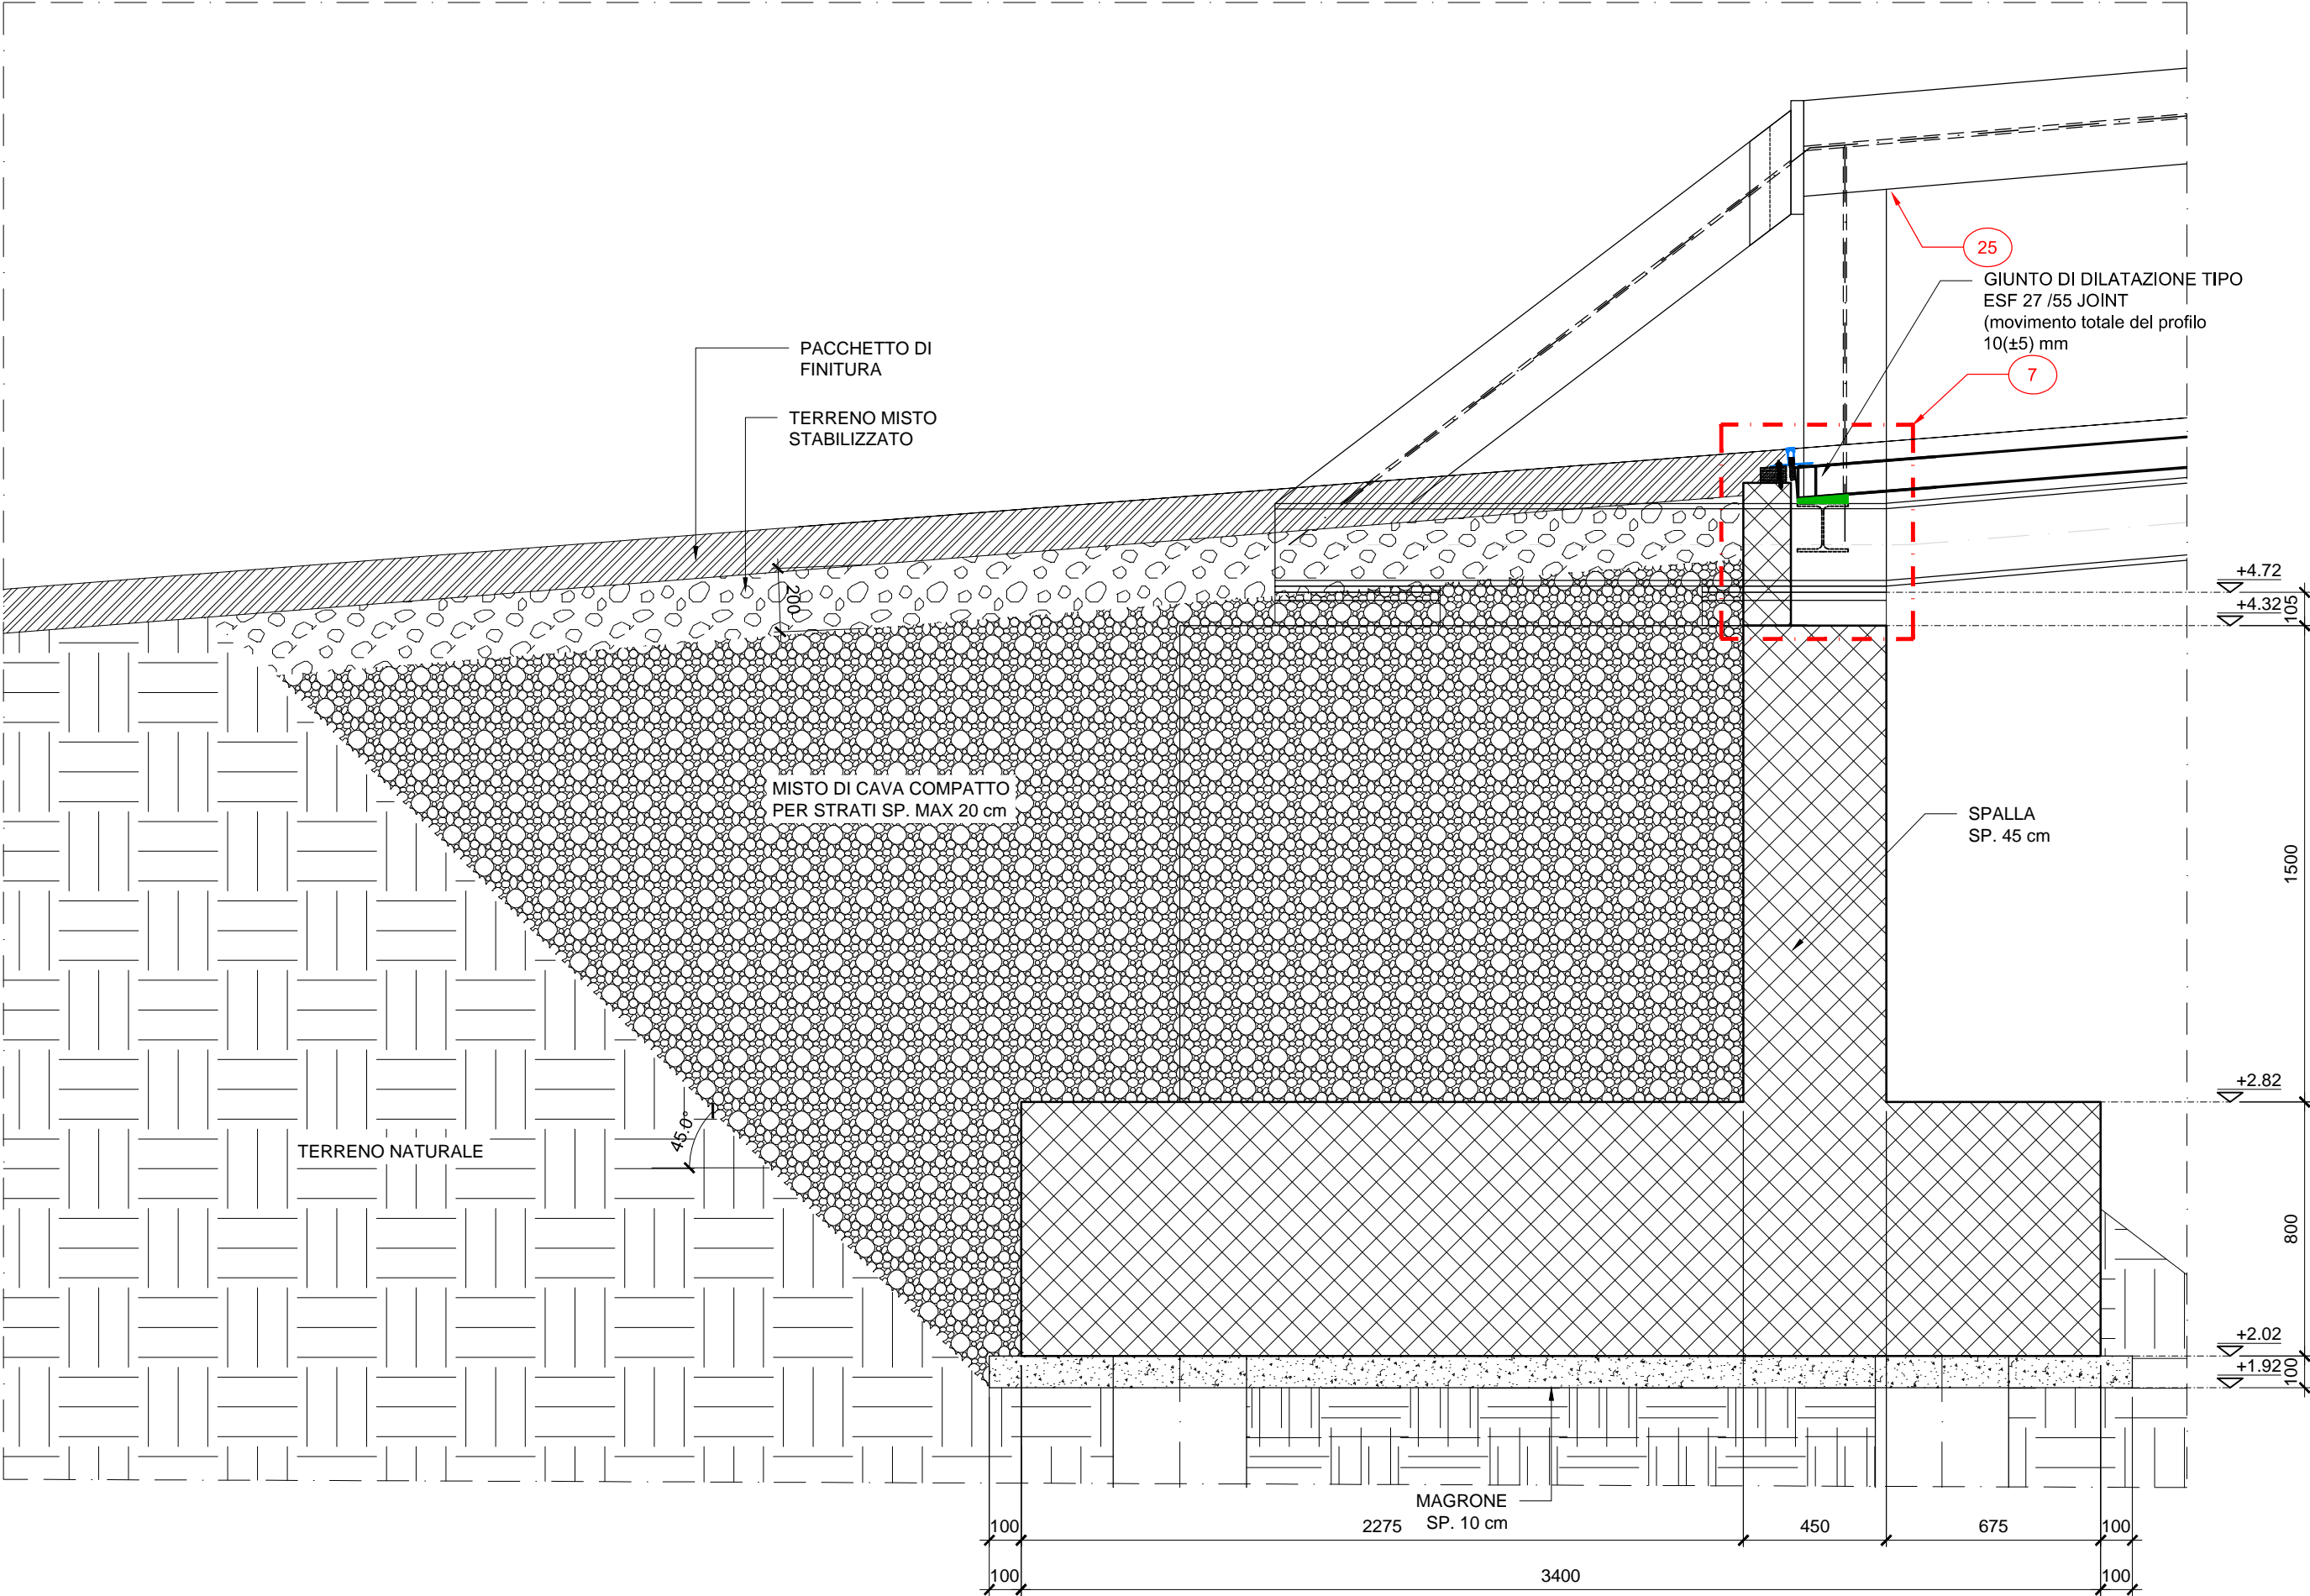 25
GIUNTO DI DILATAZIONE TIPO
ESF 27 /55 JOINT
(movimento totale del profilo
10(±5) mm
7
PACCHETTO DI
FINITURA
TERRENO MISTO
STABILIZZATO
200
+4.72
+4.32
105
MISTO DI CAVA COMPATTO
PER STRATI SP. MAX 20 cm
SPALLA
SP. 45 cm
1500
+2.82
45.0°
TERRENO NATURALE
800
+2.02
+1.92
100
MAGRONE
SP. 10 cm
100
2275
450
675
100
100
3400
100